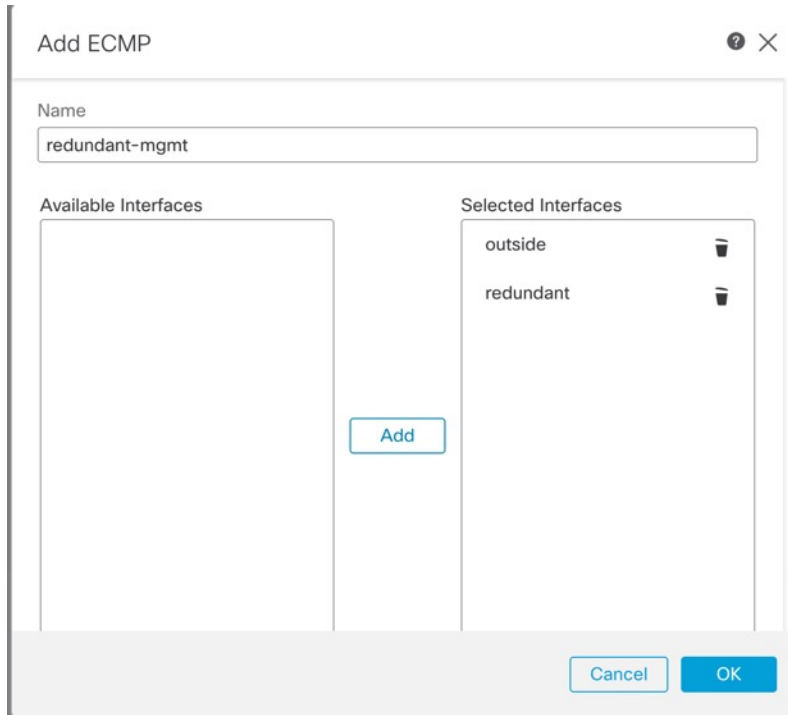 Add ECMP
Name
redundant-mgmt
Available Interfaces
Selected Interfaces
outside
redundant
Add
Cancel
OK